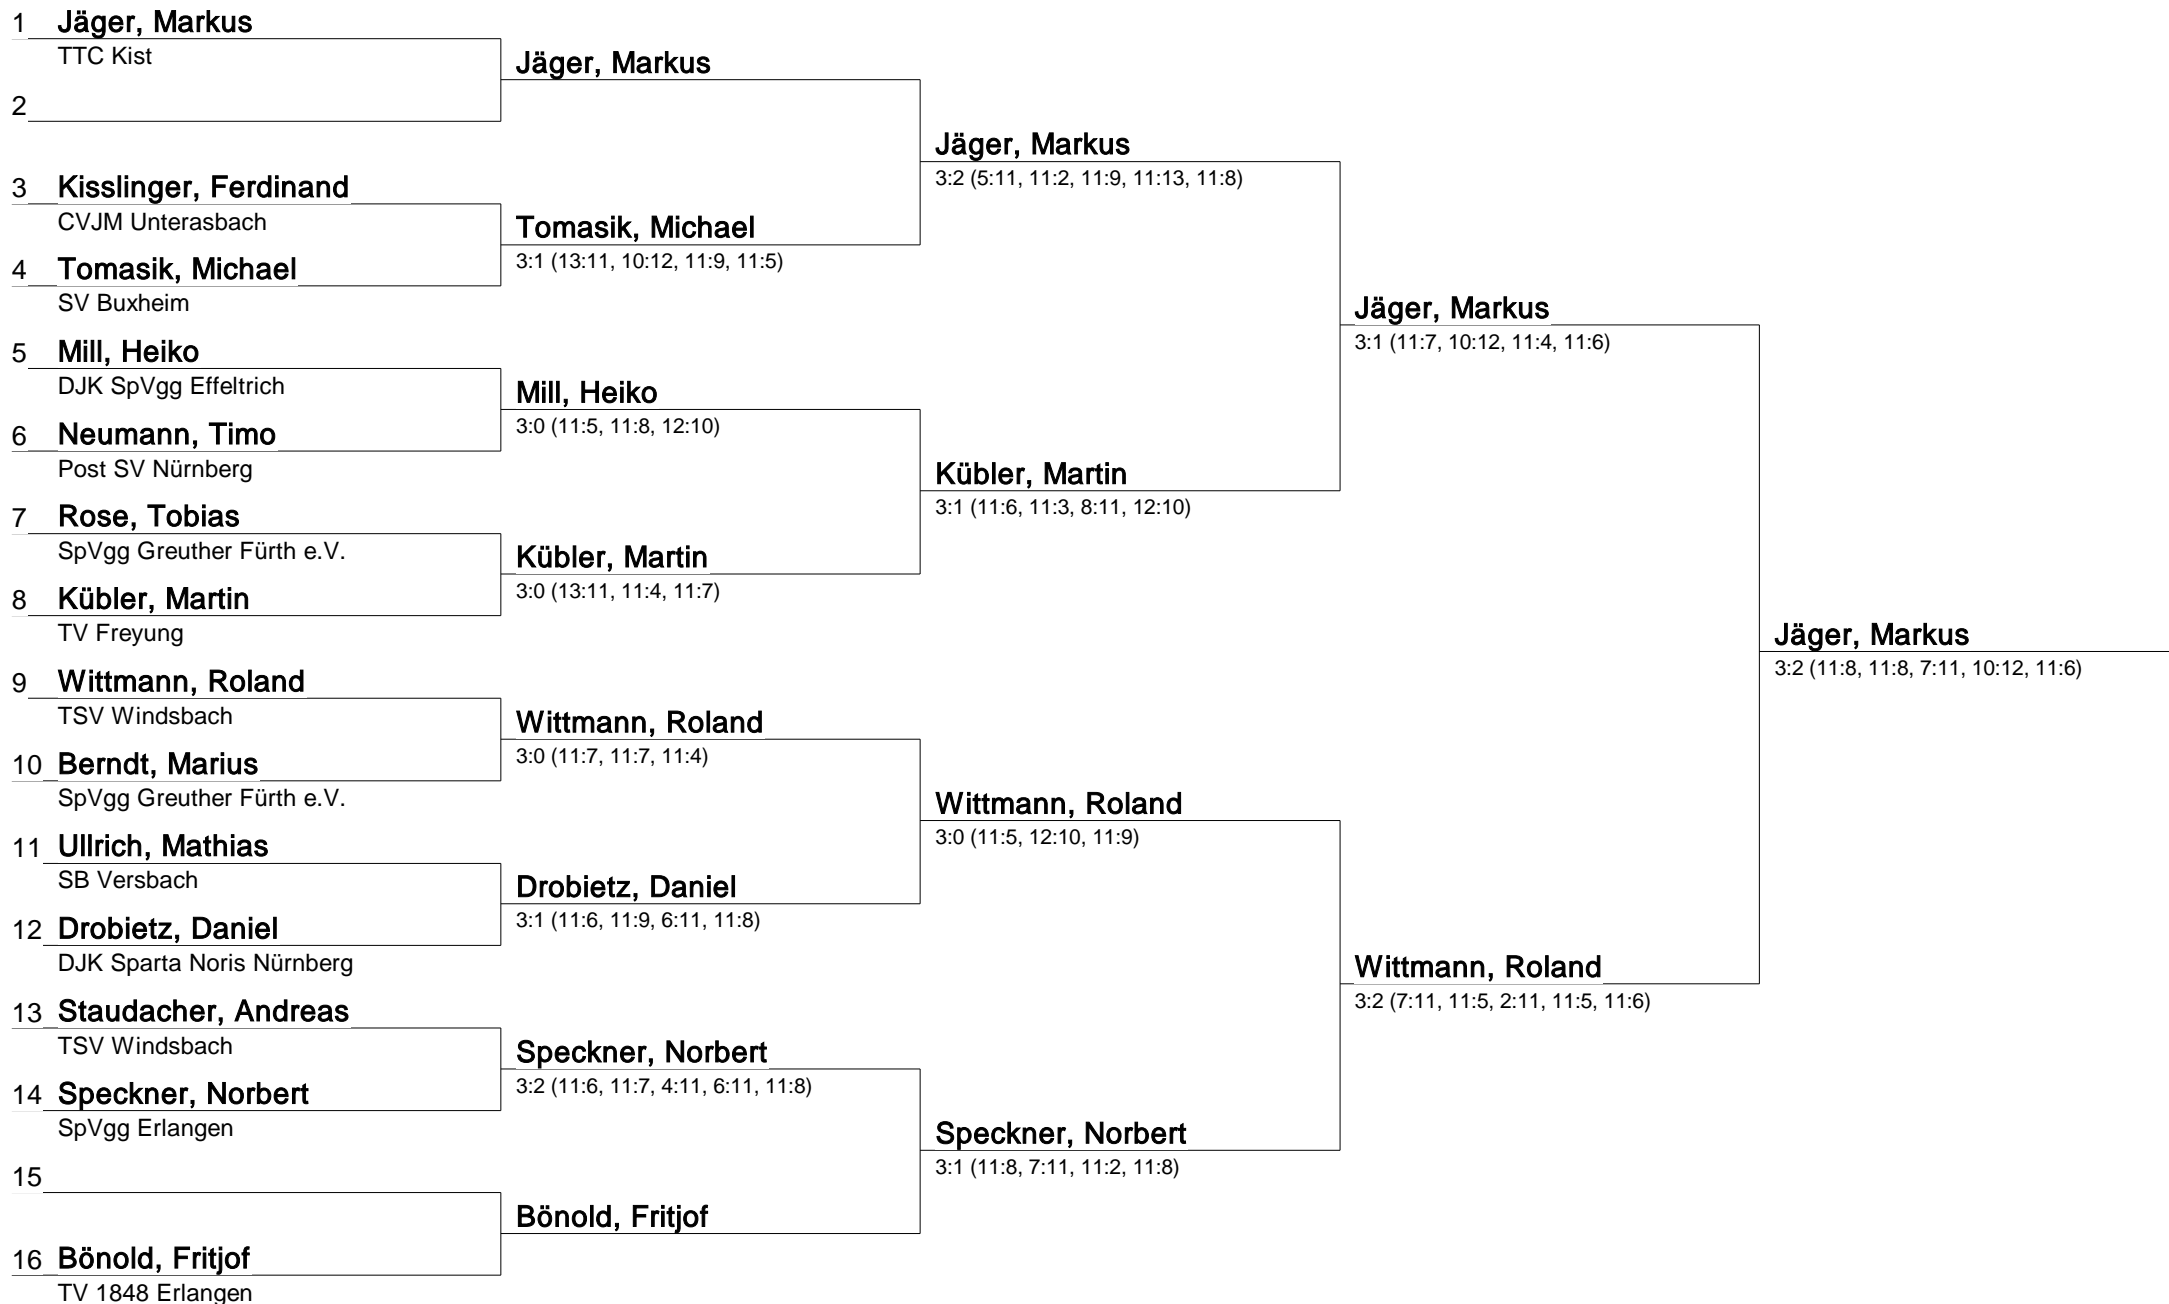 1 Jäger, Markus
TTC Kist
2
3 Kisslinger, Ferdinand
CVJM Unterasbach
4 Tomasik, Michael
SV Buxheim
5 Mill, Heiko
DJK SpVgg Effeltrich
6 Neumann, Timo
Post SV Nürnberg
7 Rose, Tobias
SpVgg Greuther Fürth e.V.
8 Kübler, Martin
TV Freyung
9 Wittmann, Roland
TSV Windsbach
10 Berndt, Marius
SpVgg Greuther Fürth e.V.
11 Ullrich, Mathias
SB Versbach
12 Drobietz, Daniel
DJK Sparta Noris Nürnberg
13 Staudacher, Andreas
TSV Windsbach
14 Speckner, Norbert
SpVgg Erlangen
15
16 Bönold, Fritjof
TV 1848 Erlangen
Jäger, Markus
Tomasik, Michael
3:1 (13:11, 10:12, 11:9, 11:5)
Mill, Heiko
3:0 (11:5, 11:8, 12:10)
Kübler, Martin
3:0 (13:11, 11:4, 11:7)
Wittmann, Roland
3:0 (11:7, 11:7, 11:4)
Drobietz, Daniel
3:1 (11:6, 11:9, 6:11, 11:8)
Speckner, Norbert
3:2 (11:6, 11:7, 4:11, 6:11, 11:8)
Bönold, Fritjof
Jäger, Markus
3:2 (5:11, 11:2, 11:9, 11:13, 11:8)
Kübler, Martin
3:1 (11:6, 11:3, 8:11, 12:10)
Wittmann, Roland
3:0 (11:5, 12:10, 11:9)
Speckner, Norbert
3:1 (11:8, 7:11, 11:2, 11:8)
Jäger, Markus
3:1 (11:7, 10:12, 11:4, 11:6)
Wittmann, Roland
3:2 (7:11, 11:5, 2:11, 11:5, 11:6)
Jäger, Markus
3:2 (11:8, 11:8, 7:11, 10:12, 11:6)